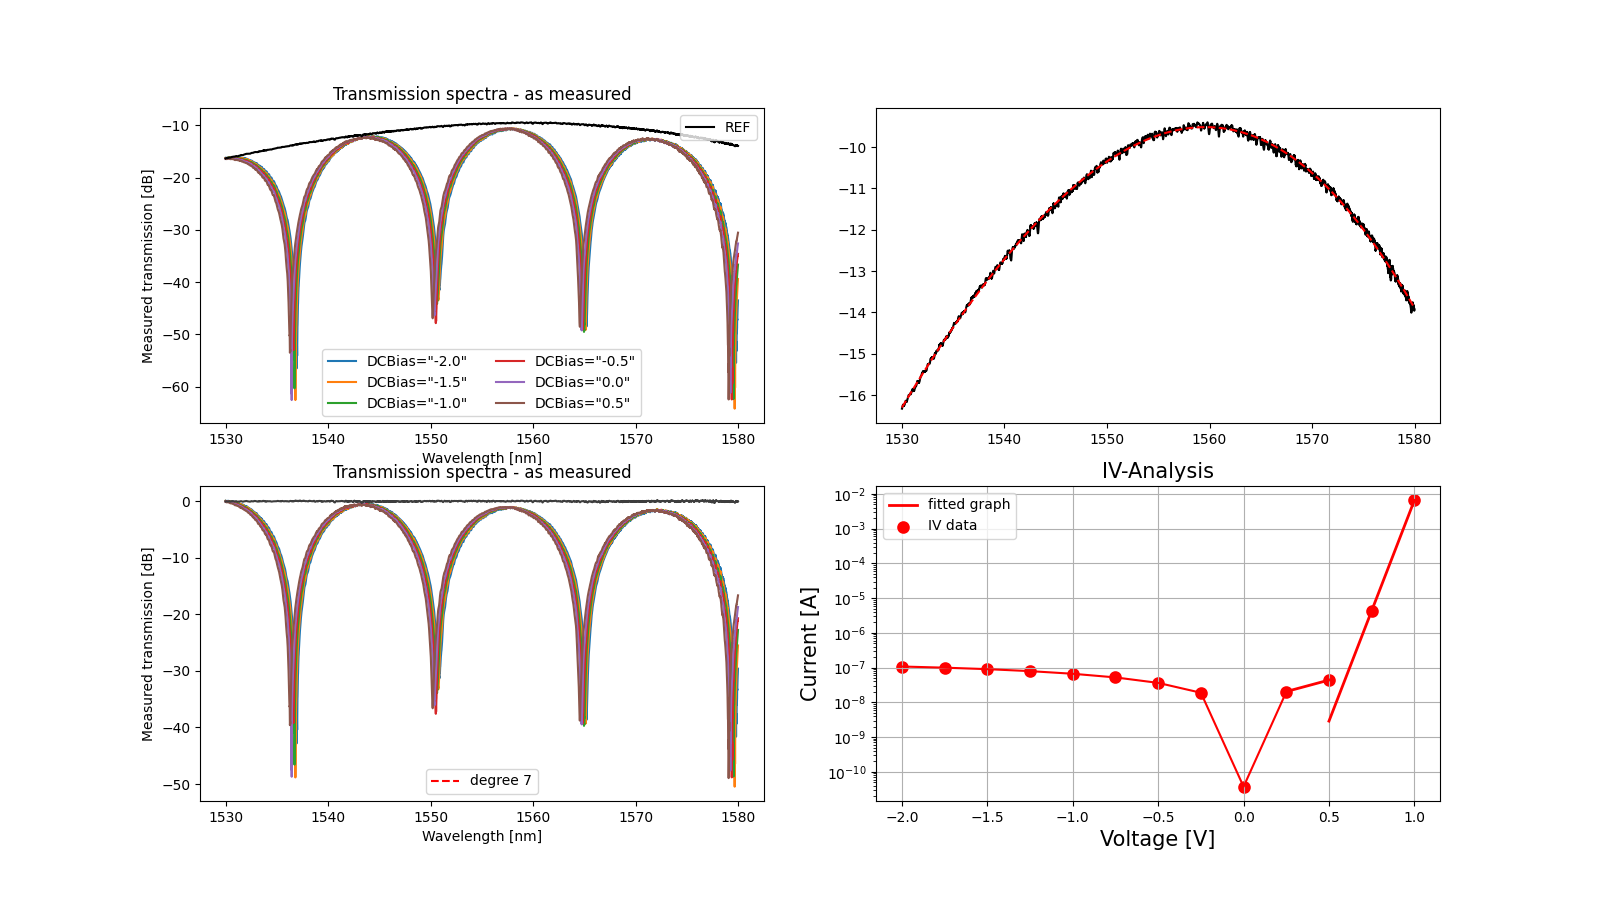 Transmission spectra - as measured
Measured transmission [dB]
−10
−20
−30
−40
−50
−60
REF
DCBias="-2.0"
DCBias="-1.5"
DCBias="-1.0"
DCBias="-0.5"
DCBias="0.0"
DCBias="0.5"
1530 1540 1550 1560 1570 1580
Wavelength [nm]
−10
−11
−12
−13
−14
−15
−16
1530 1540 1550 1560 1570 1580
Transmission spectra - as measured
Measured transmission [dB]
0
−10
−20
−30
−40
−50
degree 7
1530 1540 1550 1560 1570 1580
Wavelength [nm]
IV-Analysis
Current [A]
10⁻²
10⁻³
10⁻⁴
10⁻⁵
10⁻⁶
10⁻⁷
10⁻⁸
10⁻⁹
10⁻¹⁰
fitted graph
IV data
−2.0 −1.5 −1.0 −0.5 0.0 0.5 1.0
Voltage [V]